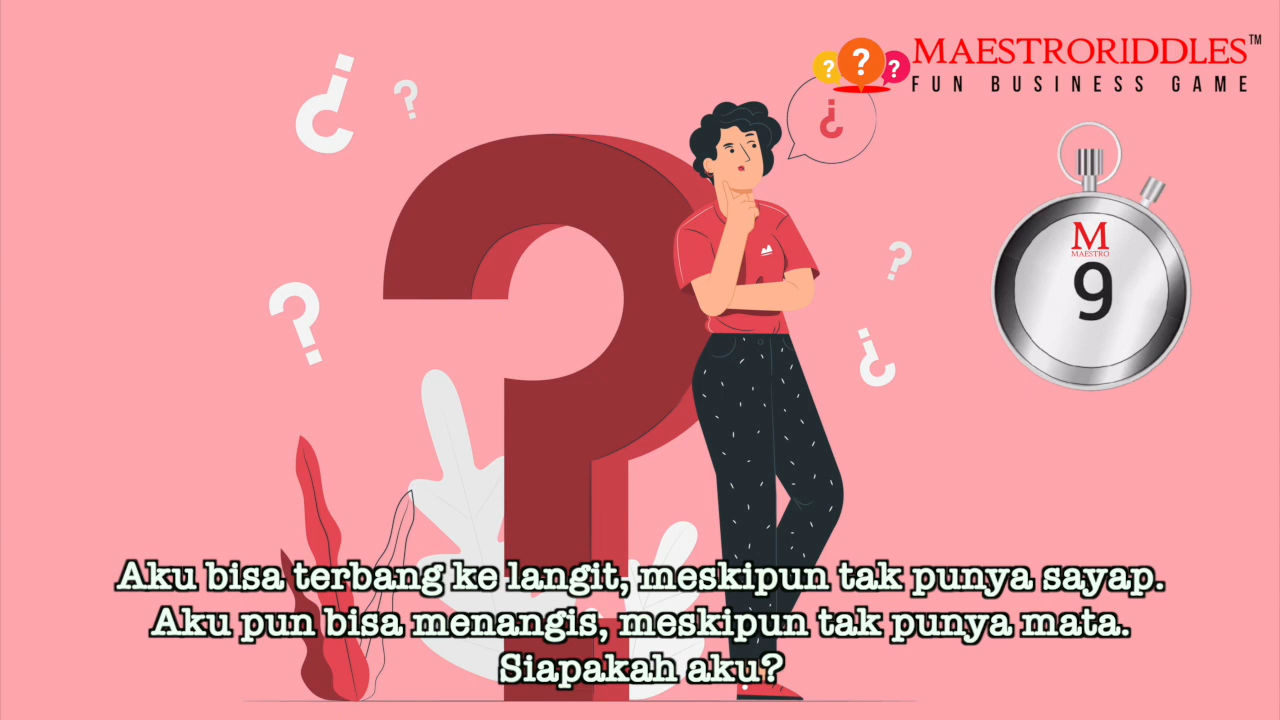 MAESTRORIDDLES™
FUN BUSINESS GAME
? ? ?
¿
¿ ?
?
?
?
¿
M
MAESTRO
9
Aku bisa terbang ke langit, meskipun tak punya sayap.
Aku pun bisa menangis, meskipun tak punya mata.
Siapakah aku?